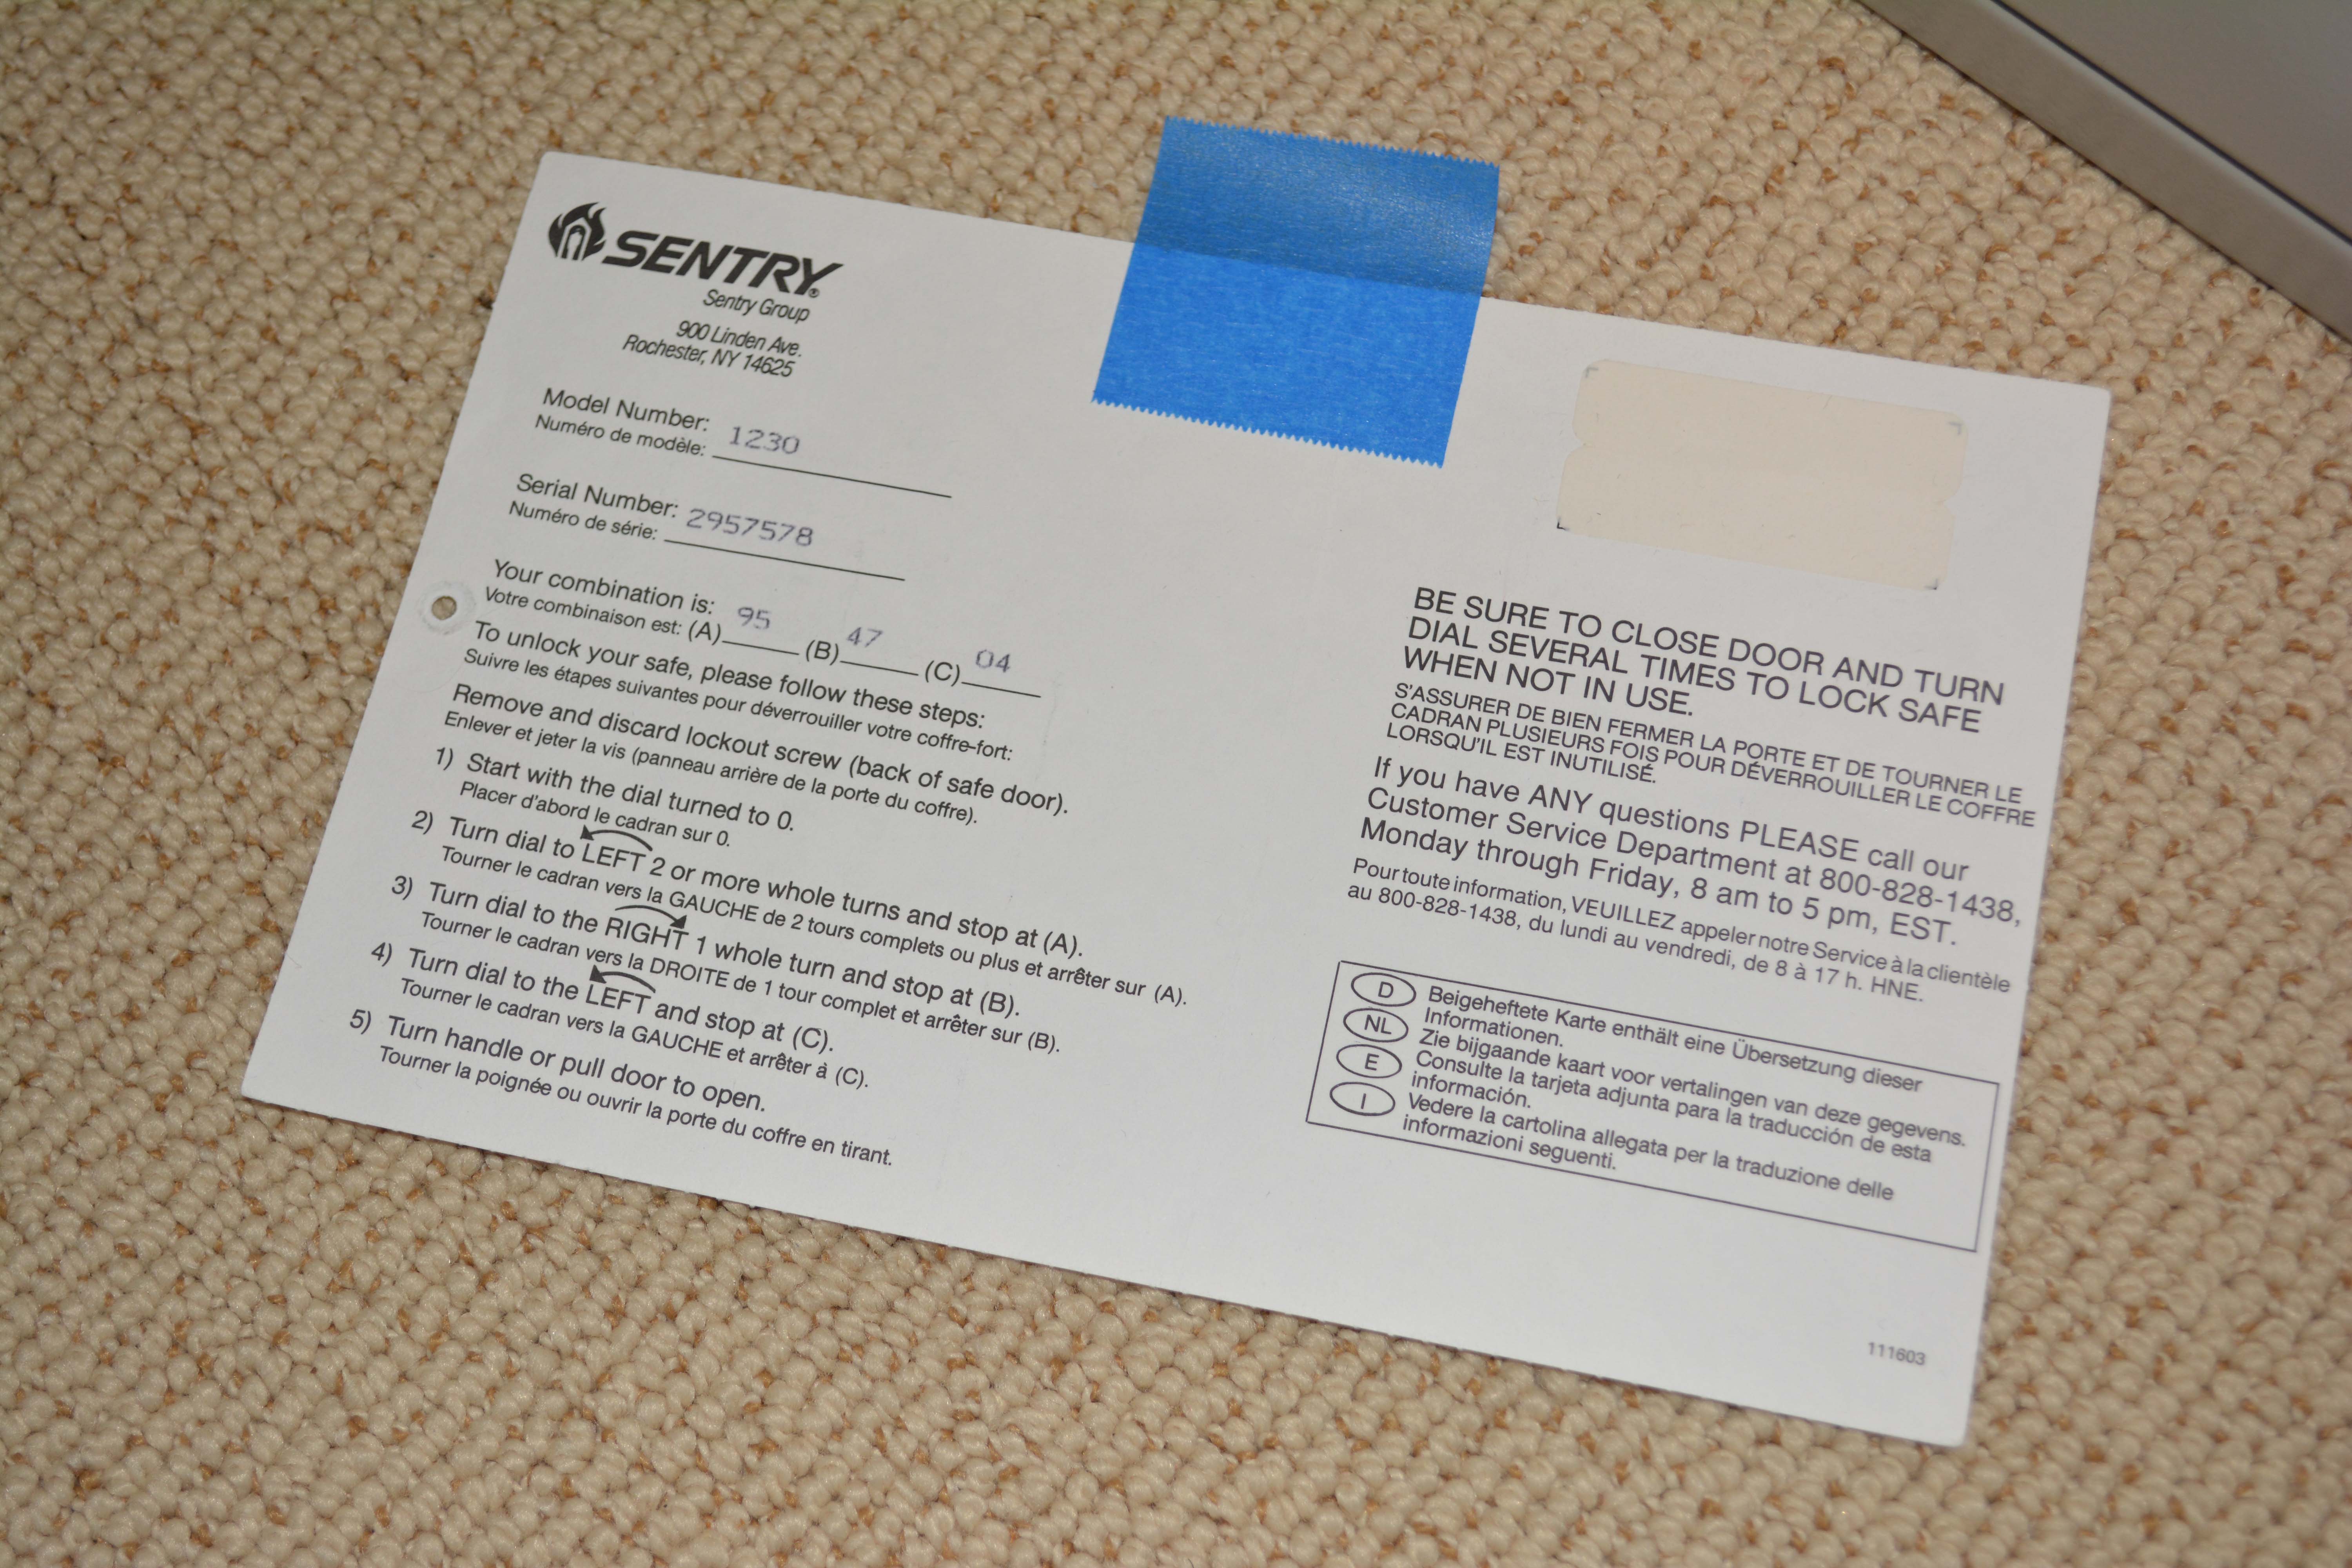 SENTRY®
Sentry Group
900 Linden Ave.
Rochester, NY 14625
Model Number: 1230
Numéro de modèle:
Serial Number: 2957578
Numéro de série:
Your combination is:
Votre combinaison est: (A) 95 (B) 47 (C) 04
To unlock your safe, please follow these steps:
Suivre les étapes suivantes pour déverrouiller votre coffre-fort:
Remove and discard lockout screw (back of safe door).
Enlever et jeter la vis (panneau arrière de la porte du coffre).
1) Start with the dial turned to 0.
Placer d'abord le cadran sur 0.
2) Turn dial to LEFT 2 or more whole turns and stop at (A).
Tourner le cadran vers la GAUCHE de 2 tours complets ou plus et arrêter sur (A).
3) Turn dial to the RIGHT 1 whole turn and stop at (B).
Tourner le cadran vers la DROITE de 1 tour complet et arrêter sur (B).
4) Turn dial to the LEFT and stop at (C).
Tourner le cadran vers la GAUCHE et arrêter à (C).
5) Turn handle or pull door to open.
Tourner la poignée ou ouvrir la porte du coffre en tirant.
BE SURE TO CLOSE DOOR AND TURN
DIAL SEVERAL TIMES TO LOCK SAFE
WHEN NOT IN USE.
S'ASSURER DE BIEN FERMER LA PORTE ET DE TOURNER LE
CADRAN PLUSIEURS FOIS POUR DÉVERROUILLER LE COFFRE
LORSQU'IL EST INUTILISÉ.
If you have ANY questions PLEASE call our
Customer Service Department at 800-828-1438,
Monday through Friday, 8 am to 5 pm, EST.
Pour toute information, VEUILLEZ appeler notre Service à la clientèle
au 800-828-1438, du lundi au vendredi, de 8 à 17 h. HNE.
D Beigeheftete Karte enthält eine Übersetzung dieser
Informationen.
NL Zie bijgaande kaart voor vertalingen van deze gegevens.
E Consulte la tarjeta adjunta para la traducción de esta
información.
I Vedere la cartolina allegata per la traduzione delle
informazioni seguenti.
111603